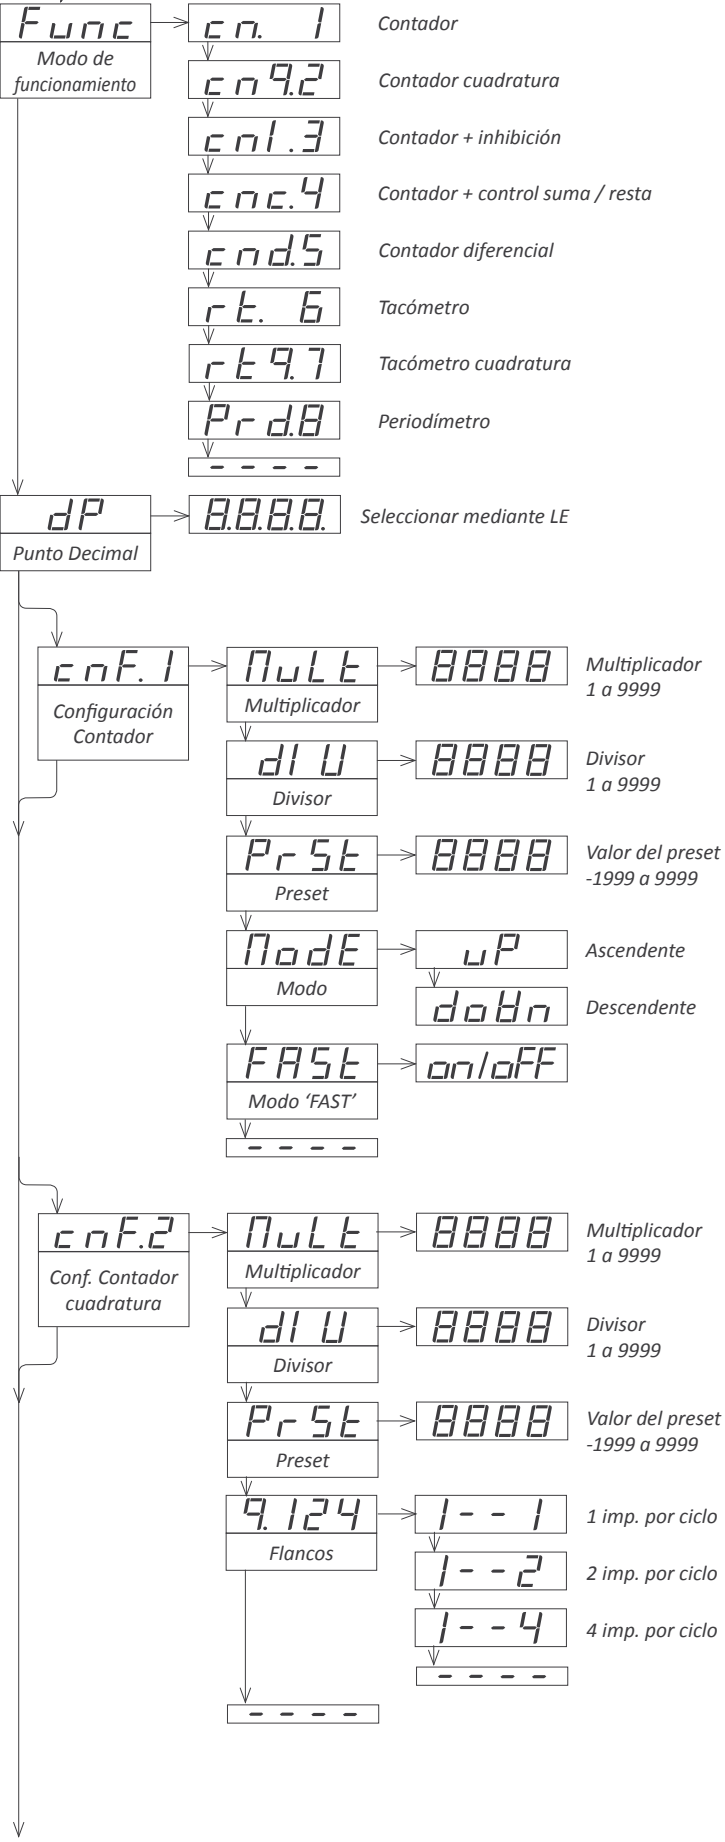 Func
Modo de
funcionamiento
cn. 1
Contador
cnq.2
Contador cuadratura
cnI.3
Contador + inhibición
cnc.4
Contador + control suma / resta
cnd.5
Contador diferencial
rt. 6
Tacómetro
rtq.7
Tacómetro cuadratura
Prd.8
Periodímetro
- - - -
dP
Punto Decimal
8.8.8.8.
Seleccionar mediante LE
cnF.1
Configuración
Contador
MuLt
Multiplicador
8888
Multiplicador
1 a 9999
dIV
Divisor
8888
Divisor
1 a 9999
PrSt
Preset
8888
Valor del preset
-1999 a 9999
ModE
Modo
uP
Ascendente
doWn
Descendente
FASt
Modo ‘FAST’
on/oFF
- - - -
cnF.2
Conf. Contador
cuadratura
MuLt
Multiplicador
8888
Multiplicador
1 a 9999
dIV
Divisor
8888
Divisor
1 a 9999
PrSt
Preset
8888
Valor del preset
-1999 a 9999
q.124
Flancos
1--1
1 imp. por ciclo
1--2
2 imp. por ciclo
1--4
4 imp. por ciclo
- - - -
- - - -